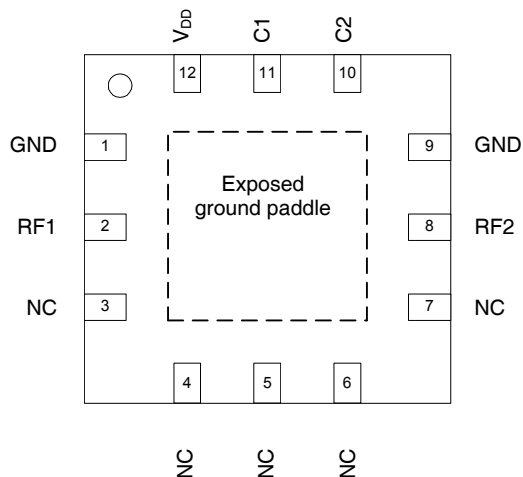 VDD C1 C2
12 11 10
GND 1 9 GND
Exposed
ground paddle
RF1 2 8 RF2
NC 3 7 NC
4 5 6
NC NC NC